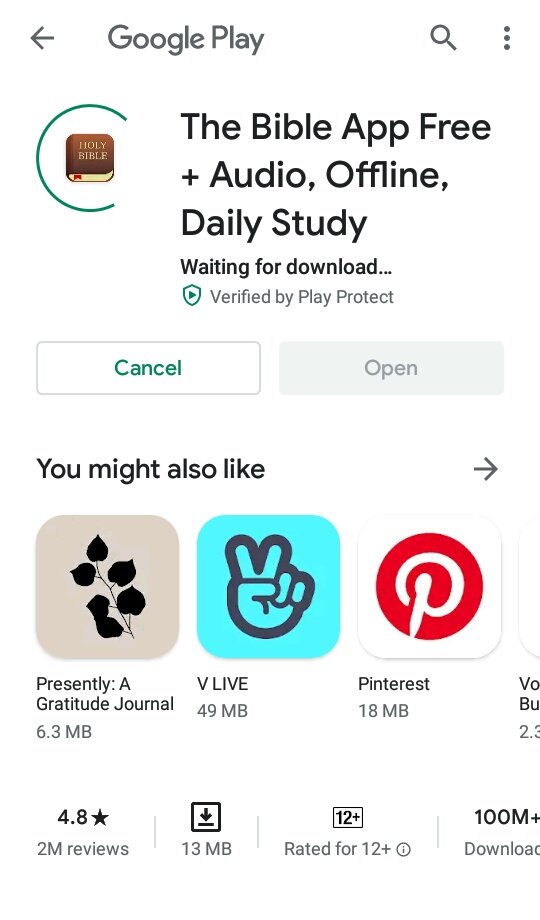 Google Play
HOLY
BIBLE
The Bible App Free
+ Audio, Offline,
Daily Study
Waiting for download...
Verified by Play Protect
Cancel
Open
You might also like
Presently: A
Gratitude Journal
6.3 MB
V LIVE
49 MB
Pinterest
18 MB
Vo
Bu
2.3
4.8★
2M reviews
13 MB
12+
Rated for 12+
100M+
Download